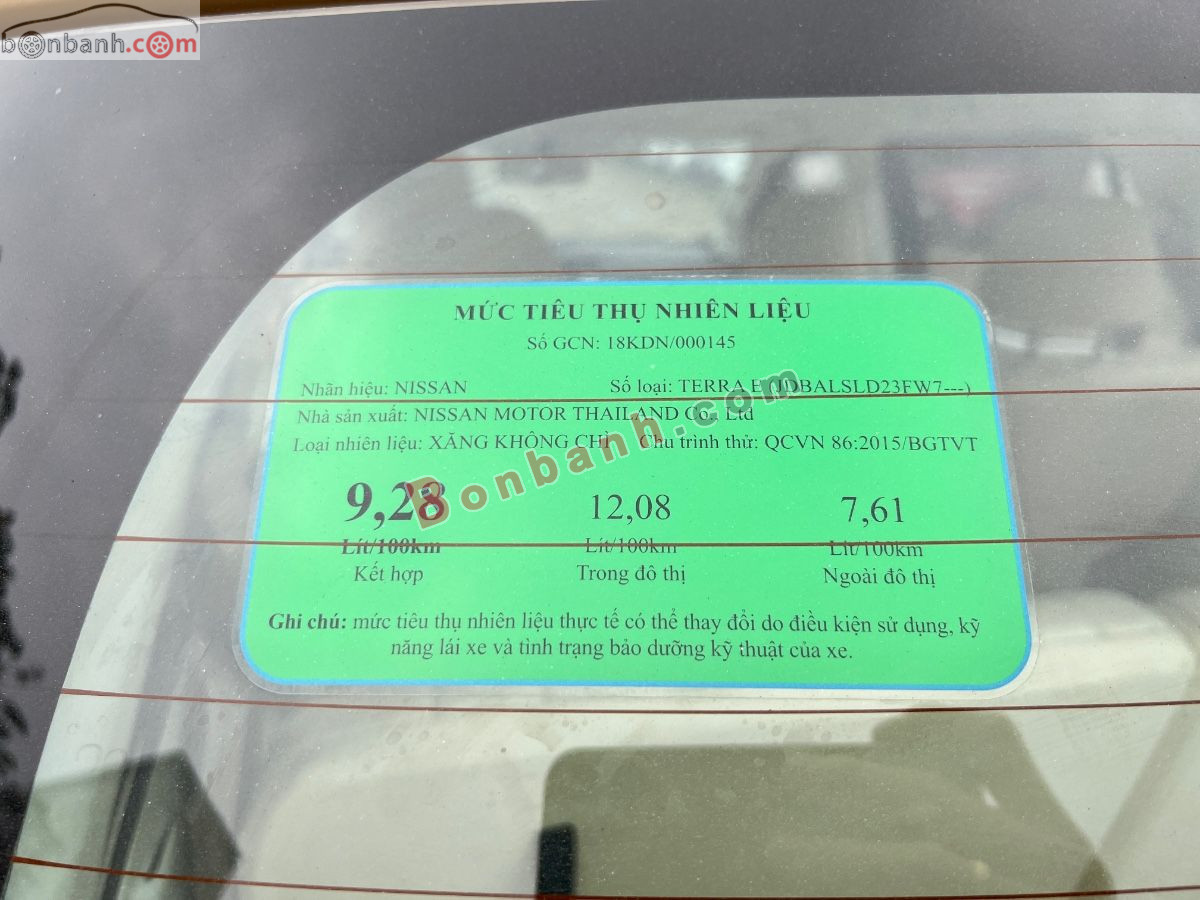 bonbanh.com
MỨC TIÊU THỤ NHIÊN LIỆU
Số GCN: 18KDN/000145
Nhãn hiệu: NISSAN Số loại: TERRA E (JDBALSLD23FW7---)
Nhà sản xuất: NISSAN MOTOR THAILAND Co., Ltd
Loại nhiên liệu: XĂNG KHÔNG CHÌ Chu trình thử: QCVN 86:2015/BGTVT
Bonbanh.com
9,28 12,08 7,61
Lít/100km Lít/100km Lít/100km
Kết hợp Trong đô thị Ngoài đô thị
Ghi chú: mức tiêu thụ nhiên liệu thực tế có thể thay đổi do điều kiện sử dụng, kỹ
năng lái xe và tình trạng bảo dưỡng kỹ thuật của xe.